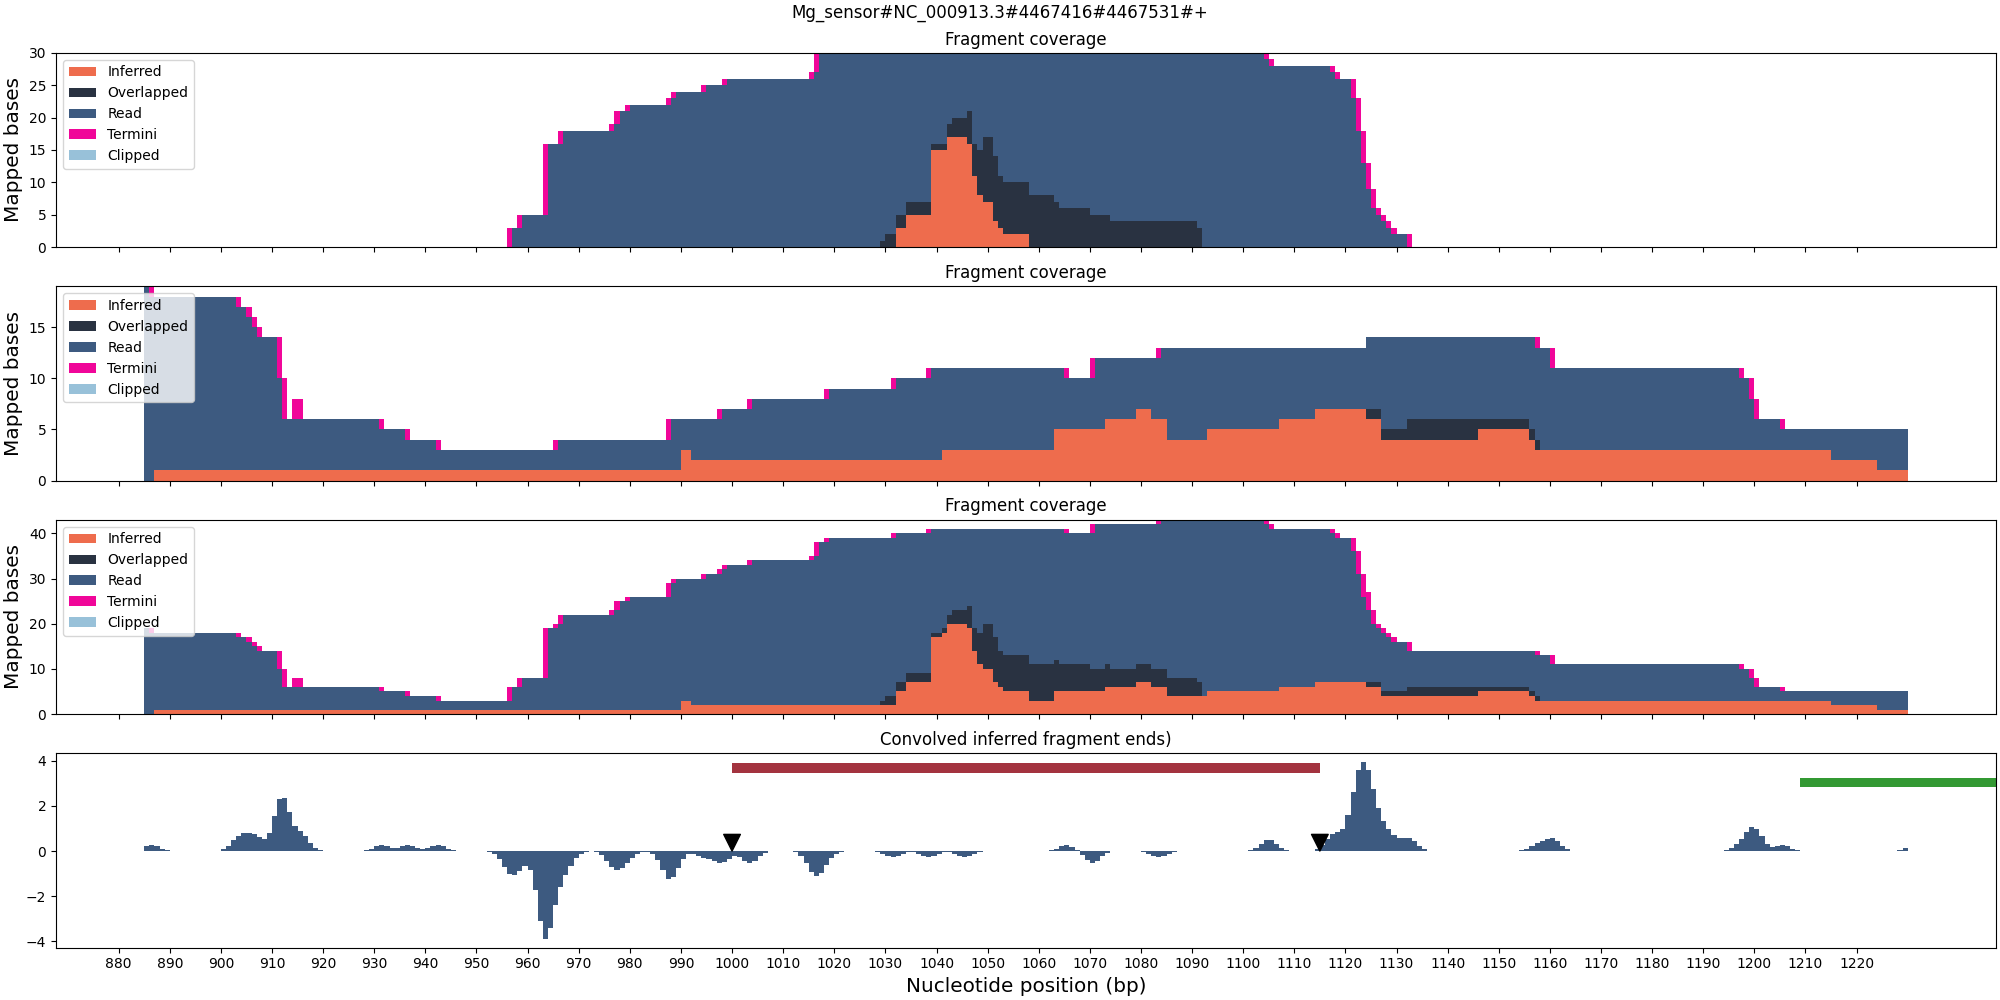 Mg_sensor#NC_000913.3#4467416#4467531#+
Fragment coverage
Mapped bases
30
25
20
15
10
5
0
Inferred
Overlapped
Read
Termini
Clipped
Fragment coverage
Mapped bases
15
10
5
0
Inferred
Overlapped
Read
Termini
Clipped
Fragment coverage
Mapped bases
40
30
20
10
0
Inferred
Overlapped
Read
Termini
Clipped
Convolved inferred fragment ends)
4
2
0
−2
−4
880 890 900 910 920 930 940 950 960 970 980 990 1000 1010 1020 1030 1040 1050 1060 1070 1080 1090 1100 1110 1120 1130 1140 1150 1160 1170 1180 1190 1200 1210 1220
Nucleotide position (bp)